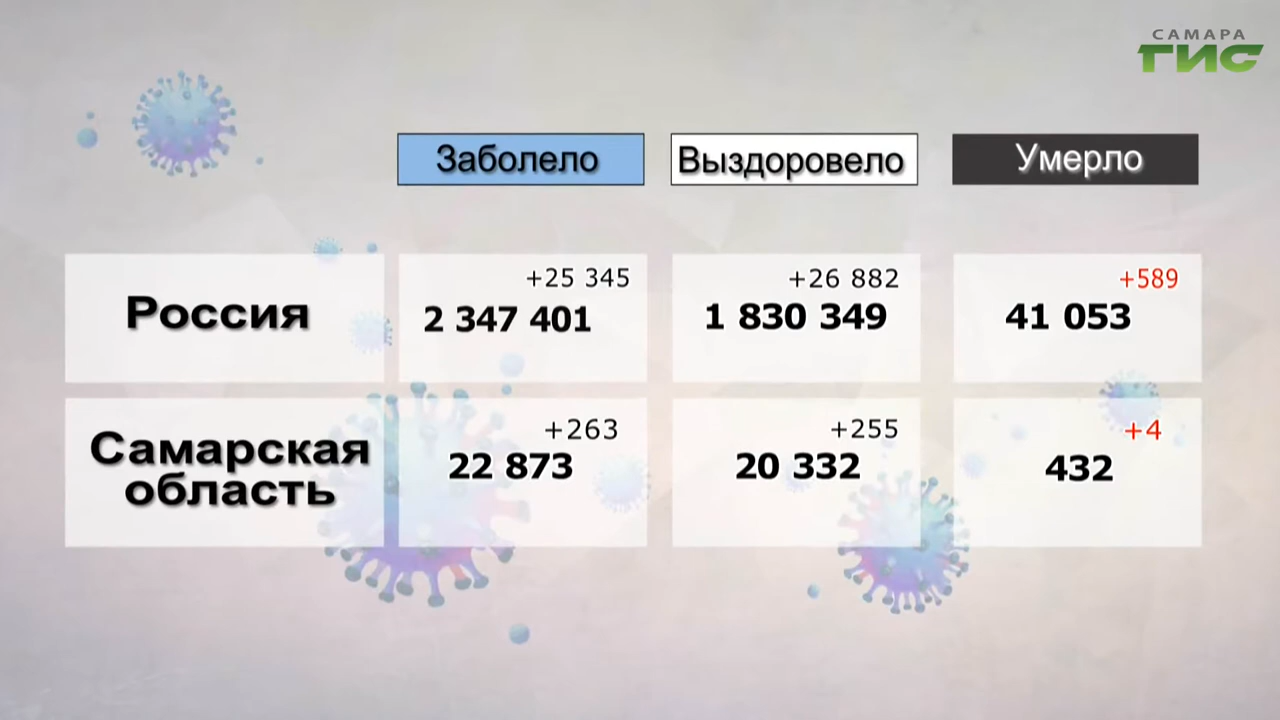 САМАРА
ГИС
Заболело Выздоровело Умерло
+25 345 +26 882 +589
Россия 2 347 401 1 830 349 41 053
+263 +255 +4
Самарская
область 22 873 20 332 432